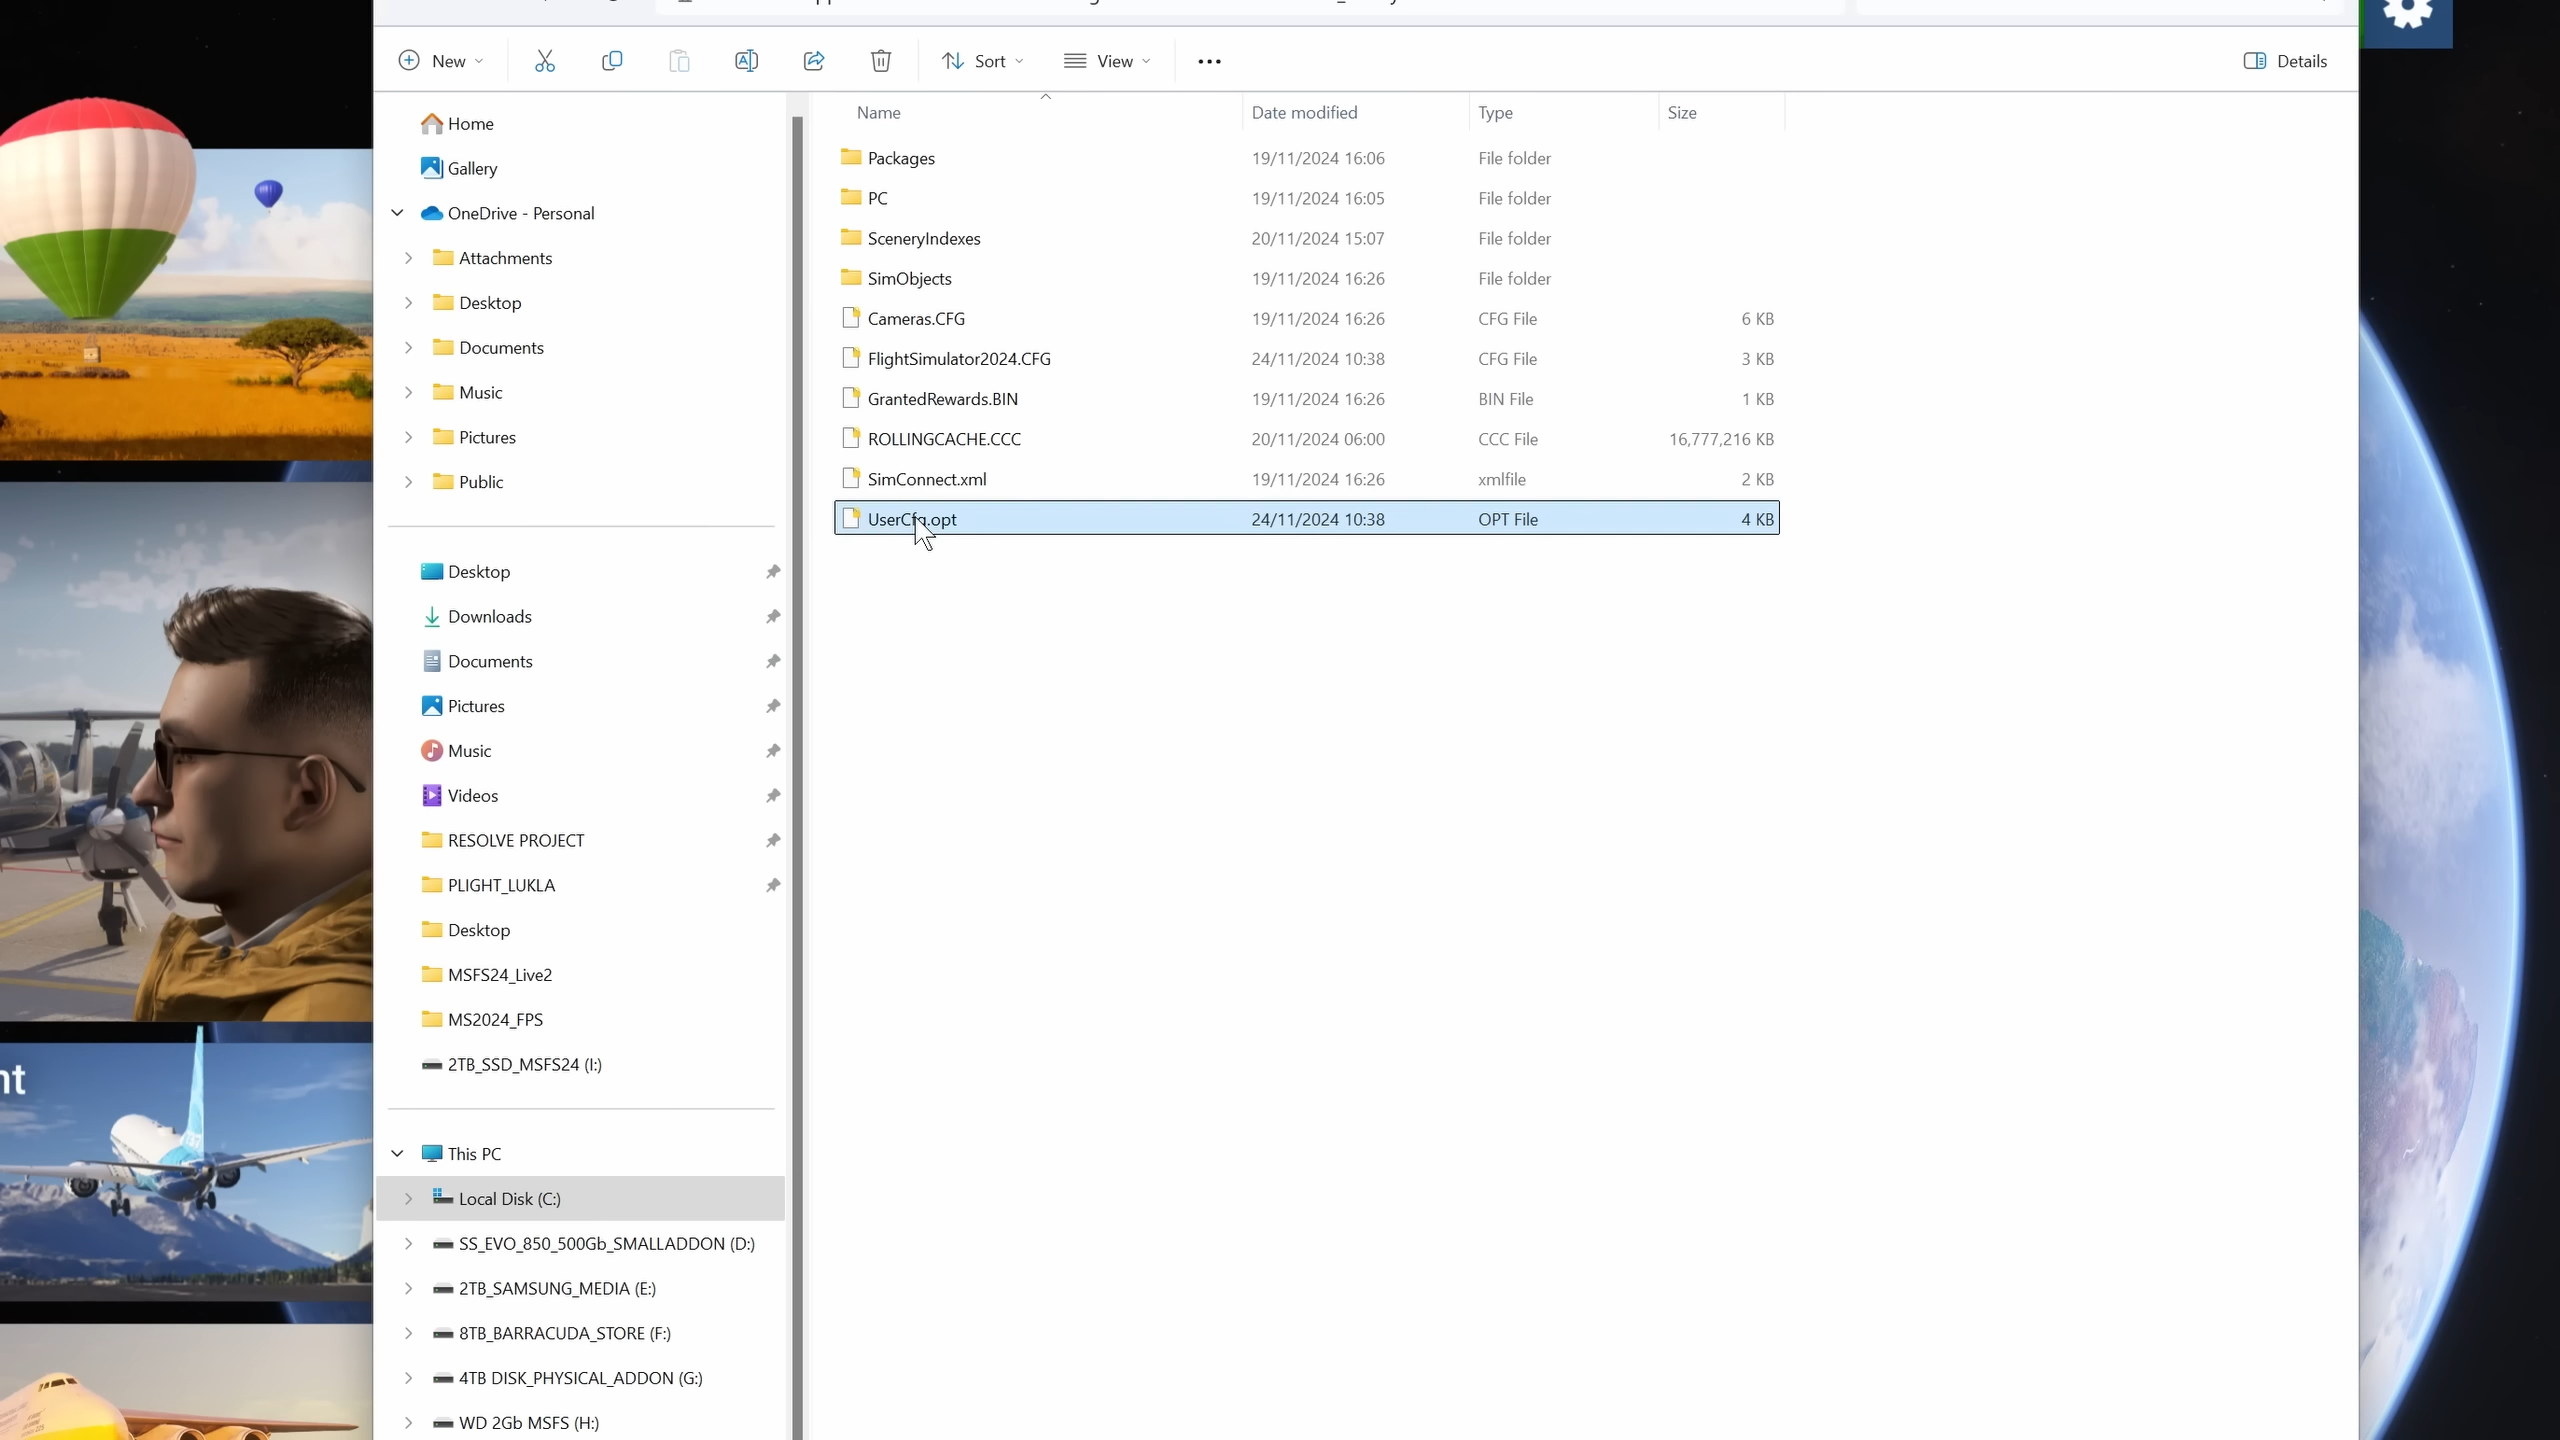 New
Sort
View
Details
Name
Date modified
Type
Size
Home
Gallery
OneDrive - Personal
Attachments
Desktop
Documents
Music
Pictures
Public
Desktop
Downloads
Documents
Pictures
Music
Videos
RESOLVE PROJECT
PLIGHT_LUKLA
Desktop
MSFS24_Live2
MS2024_FPS
2TB_SSD_MSFS24 (I:)
This PC
Local Disk (C:)
SS_EVO_850_500Gb_SMALLADDON (D:)
2TB_SAMSUNG_MEDIA (E:)
8TB_BARRACUDA_STORE (F:)
4TB DISK_PHYSICAL_ADDON (G:)
WD 2Gb MSFS (H:)
Packages 19/11/2024 16:06 File folder
PC 19/11/2024 16:05 File folder
SceneryIndexes 20/11/2024 15:07 File folder
SimObjects 19/11/2024 16:26 File folder
Cameras.CFG 19/11/2024 16:26 CFG File 6 KB
FlightSimulator2024.CFG 24/11/2024 10:38 CFG File 3 KB
GrantedRewards.BIN 19/11/2024 16:26 BIN File 1 KB
ROLLINGCACHE.CCC 20/11/2024 06:00 CCC File 16,777,216 KB
SimConnect.xml 19/11/2024 16:26 xmlfile 2 KB
UserCfg.opt 24/11/2024 10:38 OPT File 4 KB
nt